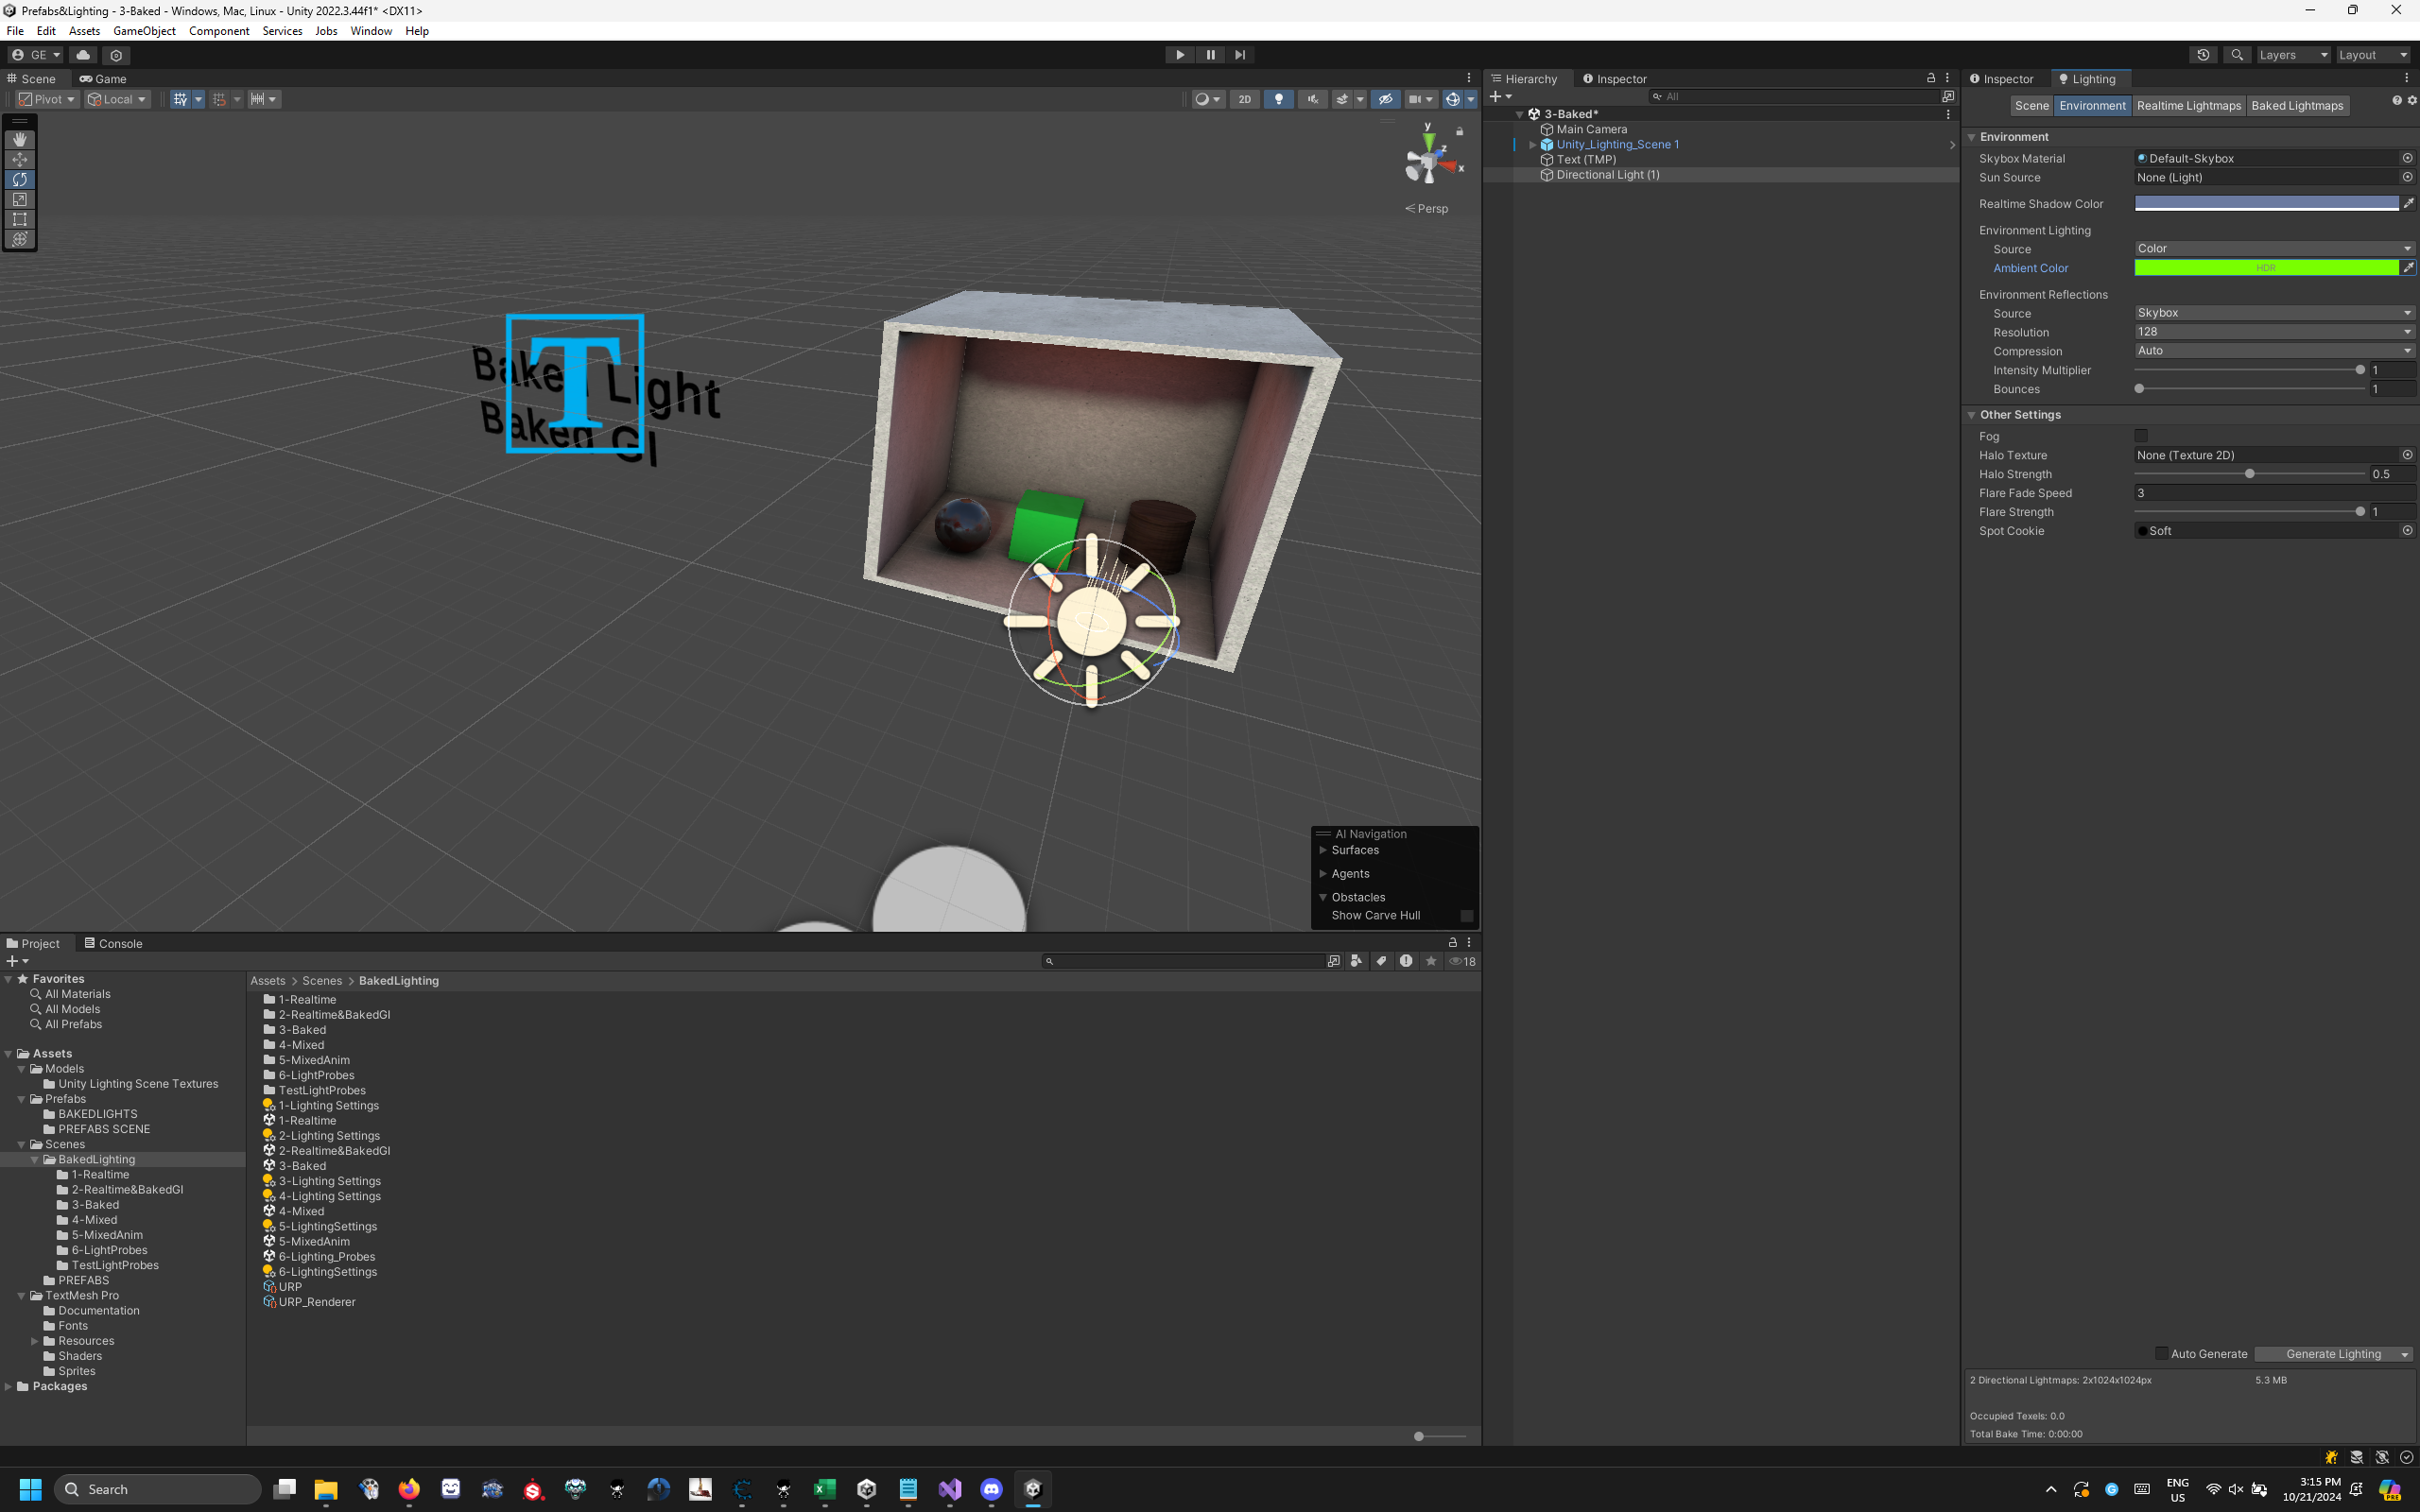 Prefabs&Lighting - 3-Baked - Windows, Mac, Linux - Unity 2022.3.44f1* <DX11>
File Edit Assets GameObject Component Services Jobs Window Help
GE Layers Layout
Scene Game
Pivot Local 2D
y
z
x
Persp
T
Baked Light
Baked GI
AI Navigation
Surfaces
Agents
Obstacles
Show Carve Hull
Hierarchy Inspector
All
3-Baked*
Main Camera
Unity_Lighting_Scene 1
Text (TMP)
Directional Light (1)
Inspector Lighting
Scene Environment Realtime Lightmaps Baked Lightmaps
Environment
Skybox Material Default-Skybox
Sun Source None (Light)
Realtime Shadow Color
Environment Lighting
Source Color
Ambient Color HDR
Environment Reflections
Source Skybox
Resolution 128
Compression Auto
Intensity Multiplier 1
Bounces 1
Other Settings
Fog
Halo Texture None (Texture 2D)
Halo Strength 0.5
Flare Fade Speed 3
Flare Strength 1
Spot Cookie Soft
Auto Generate Generate Lighting
2 Directional Lightmaps: 2x1024x1024px 5.3 MB
Occupied Texels: 0.0
Total Bake Time: 0:00:00
Project Console
18
Favorites
All Materials
All Models
All Prefabs
Assets
Models
Unity Lighting Scene Textures
Prefabs
BAKEDLIGHTS
PREFABS SCENE
Scenes
BakedLighting
1-Realtime
2-Realtime&BakedGI
3-Baked
4-Mixed
5-MixedAnim
6-LightProbes
TestLightProbes
PREFABS
TextMesh Pro
Documentation
Fonts
Resources
Shaders
Sprites
Packages
Assets > Scenes > BakedLighting
1-Realtime
2-Realtime&BakedGI
3-Baked
4-Mixed
5-MixedAnim
6-LightProbes
TestLightProbes
1-Lighting Settings
1-Realtime
2-Lighting Settings
2-Realtime&BakedGI
3-Baked
3-Lighting Settings
4-Lighting Settings
4-Mixed
5-LightingSettings
5-MixedAnim
6-Lighting_Probes
6-LightingSettings
URP
URP_Renderer
Search
ENG
US
3:15 PM
10/21/2024
PRE